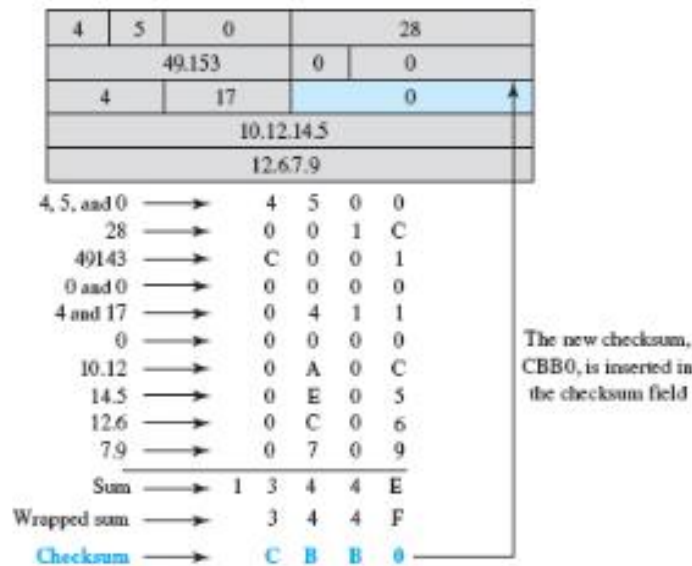 4 5 0 28
49.153 0 0
4 17 0
10.12.14.5
12.6.7.9
4, 5, and 0 4 5 0 0
28 0 0 1 C
49143 C 0 0 1
0 and 0 0 0 0 0
4 and 17 0 4 1 1
0 0 0 0 0
10.12 0 A 0 C
14.5 0 E 0 5
12.6 0 C 0 6
7.9 0 7 0 9
Sum 1 3 4 4 E
Wrapped sum 3 4 4 F
Checksum C B B 0
The new checksum,
CBB0, is inserted in
the checksum field